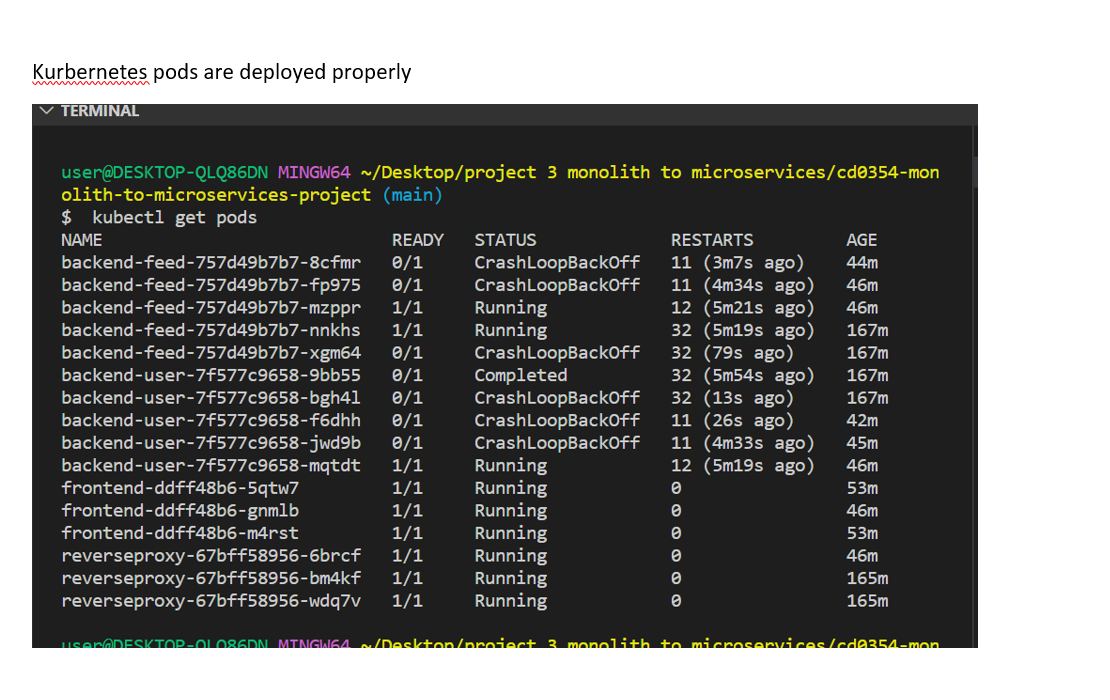 Kurbernetes pods are deployed properly
TERMINAL
user@DESKTOP-QLQ86DN MINGW64 ~/Desktop/project 3 monolith to microservices/cd0354-mon
olith-to-microservices-project (main)
$ kubectl get pods
NAME READY STATUS RESTARTS AGE
backend-feed-757d49b7b7-8cfmr 0/1 CrashLoopBackOff 11 (3m7s ago) 44m
backend-feed-757d49b7b7-fp975 0/1 CrashLoopBackOff 11 (4m34s ago) 46m
backend-feed-757d49b7b7-mzppr 1/1 Running 12 (5m21s ago) 46m
backend-feed-757d49b7b7-nnkhs 1/1 Running 32 (5m19s ago) 167m
backend-feed-757d49b7b7-xgm64 0/1 CrashLoopBackOff 32 (79s ago) 167m
backend-user-7f577c9658-9bb55 0/1 Completed 32 (5m54s ago) 167m
backend-user-7f577c9658-bgh4l 0/1 CrashLoopBackOff 32 (13s ago) 167m
backend-user-7f577c9658-f6dhh 0/1 CrashLoopBackOff 11 (26s ago) 42m
backend-user-7f577c9658-jwd9b 0/1 CrashLoopBackOff 11 (4m33s ago) 45m
backend-user-7f577c9658-mqtdt 1/1 Running 12 (5m19s ago) 46m
frontend-ddff48b6-5qtw7 1/1 Running 0 53m
frontend-ddff48b6-gnmlb 1/1 Running 0 46m
frontend-ddff48b6-m4rst 1/1 Running 0 53m
reverseproxy-67bff58956-6brcf 1/1 Running 0 46m
reverseproxy-67bff58956-bm4kf 1/1 Running 0 165m
reverseproxy-67bff58956-wdq7v 1/1 Running 0 165m
user@DESKTOP-QLQ86DN MINGW64 ~/Desktop/project 3 monolith to microservices/cd0354-mon